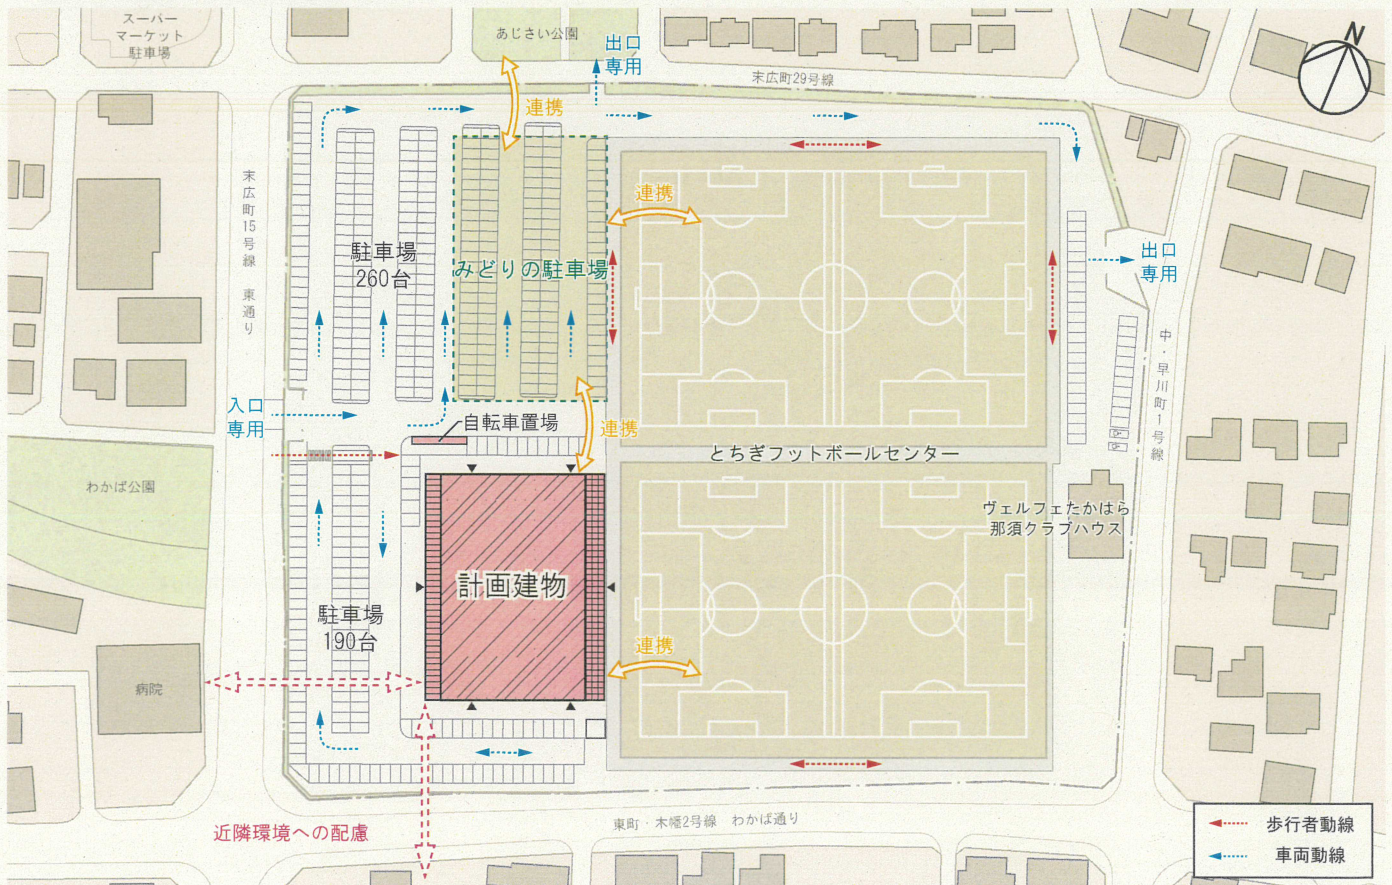 スーパー
マーケット
駐車場
あじさい公園
出口
専用
末広町29号線
N
連携
末広町15号線　東通り
連携
駐車場
260台
みどりの駐車場
出口
専用
中・早川町1号線
入口
専用
自転車置場
連携
とちぎフットボールセンター
わかば公園
ヴェルフェたかはら
那須クラブハウス
計画建物
駐車場
190台
連携
病院
近隣環境への配慮
東町・木幡2号線　わかば通り
歩行者動線
車両動線